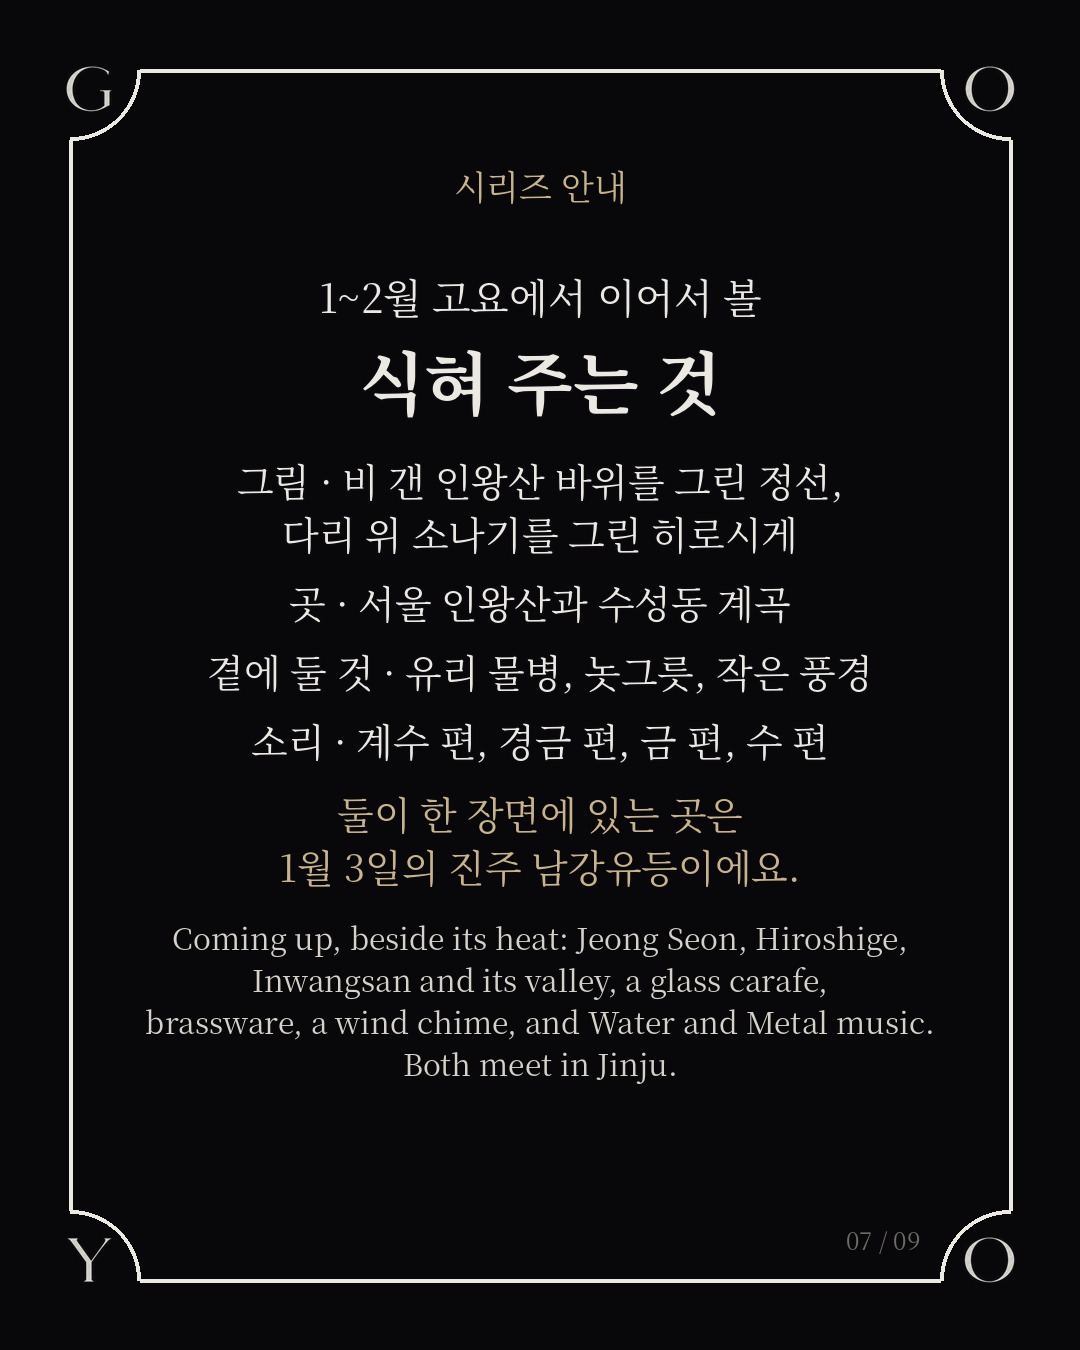 G O
시리즈 안내
1~2월 고요에서 이어서 볼
식혀 주는 것
그림 · 비 갠 인왕산 바위를 그린 정선,
다리 위 소나기를 그린 히로시게
곳 · 서울 인왕산과 수성동 계곡
곁에 둘 것 · 유리 물병, 놋그릇, 작은 풍경
소리 · 계수 편, 경금 편, 금 편, 수 편
둘이 한 장면에 있는 곳은
1월 3일의 진주 남강유등이에요.
Coming up, beside its heat: Jeong Seon, Hiroshige,
Inwangsan and its valley, a glass carafe,
brassware, a wind chime, and Water and Metal music.
Both meet in Jinju.
07 / 09
Y O